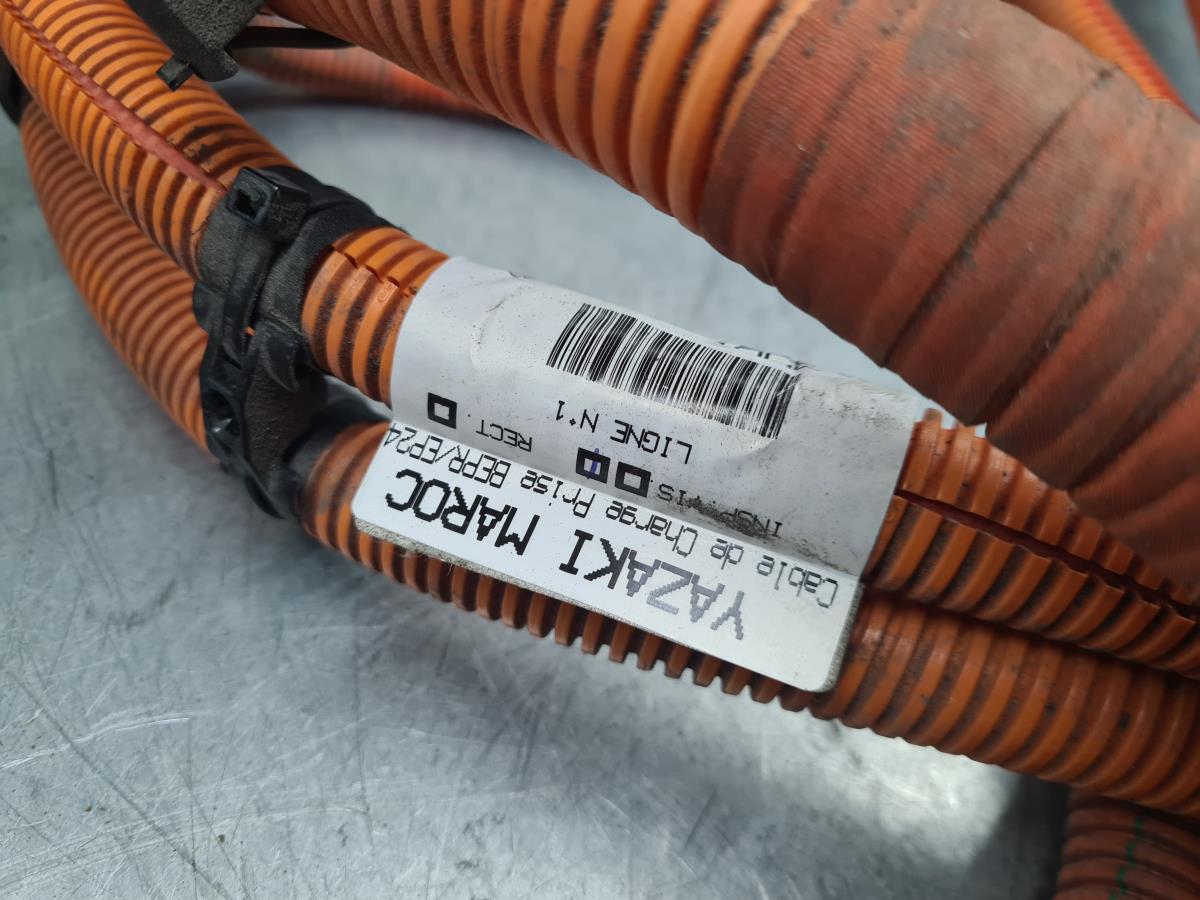 YAZAKI MAROC
Cable de Charge Prise BEPR/EP24
INSP.VIS RECT
LIGNE N°1